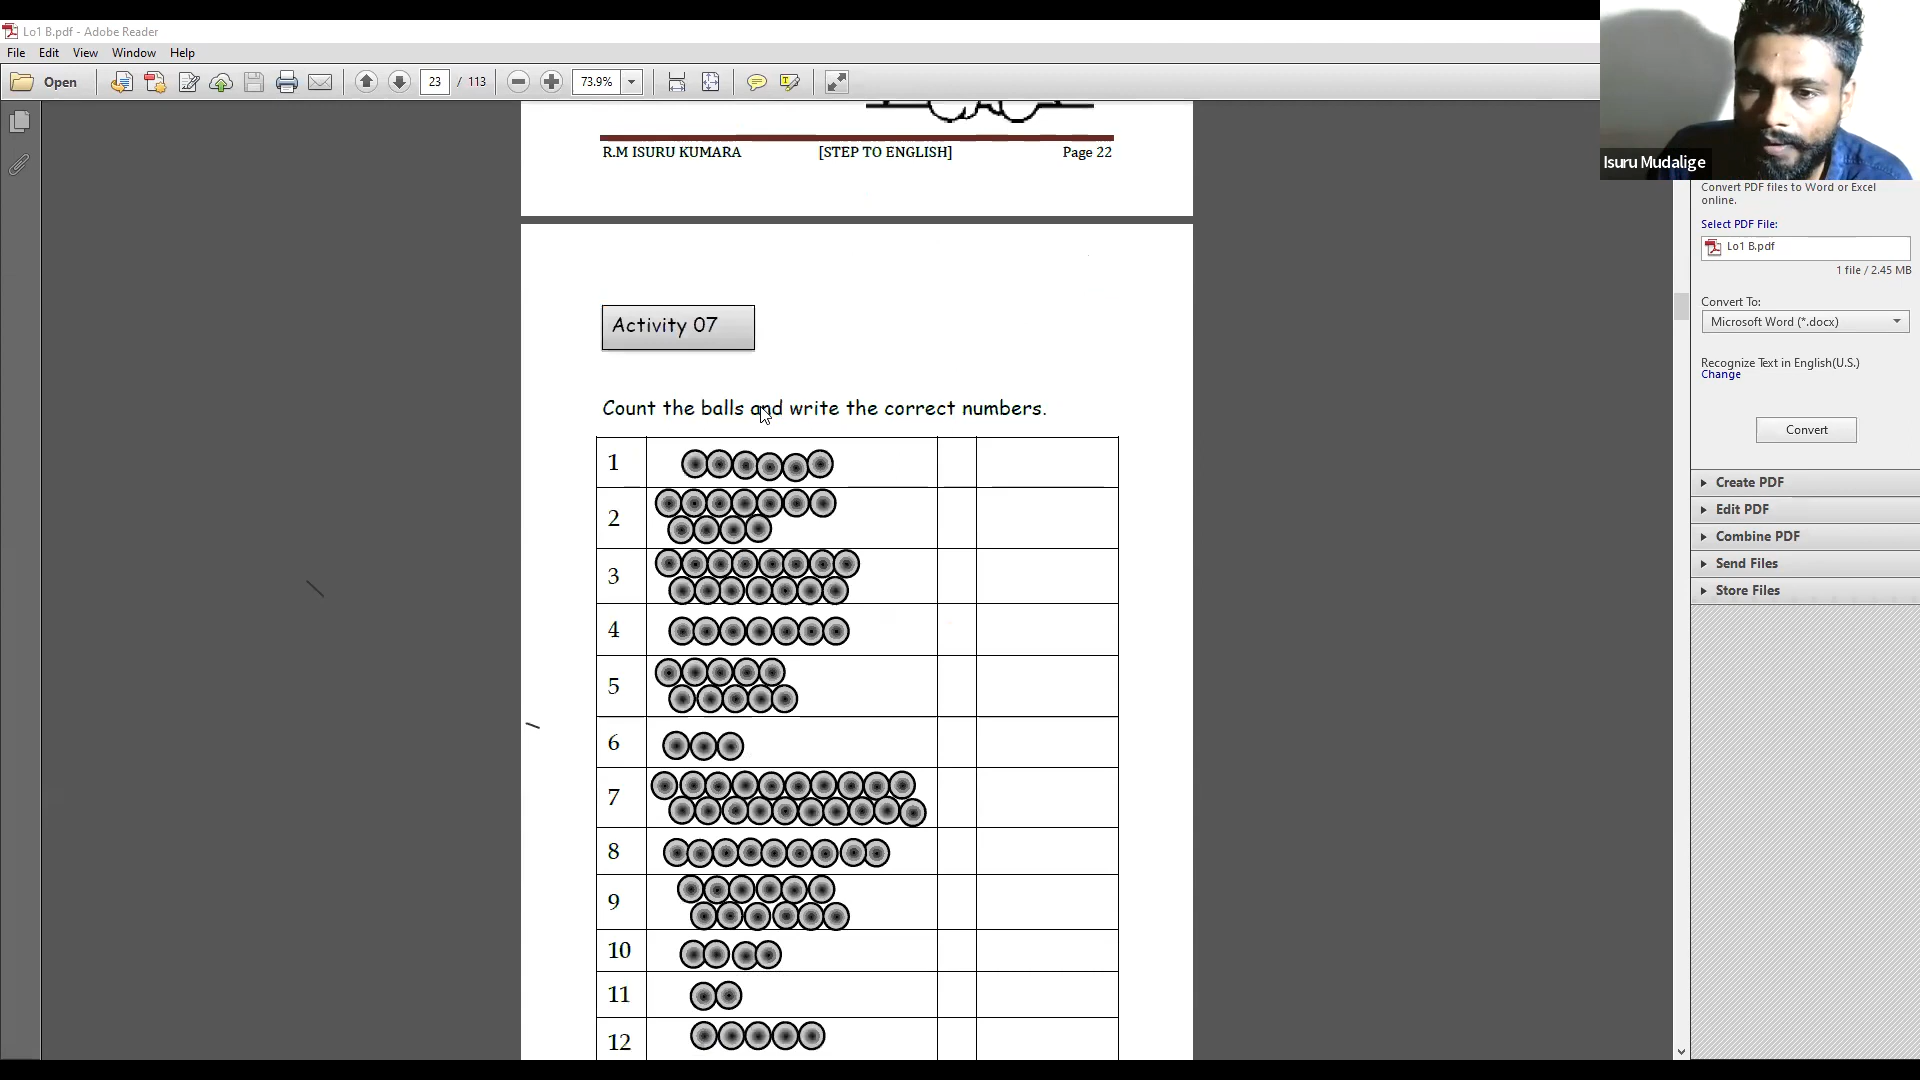 Lo1 B.pdf - Adobe Reader
File Edit View Window Help
Open 23 / 113 73.9%
R.M ISURU KUMARA [STEP TO ENGLISH] Page 22
Isuru Mudalige
Convert PDF files to Word or Excel
online.
Select PDF File:
Lo1 B.pdf
1 file / 2.45 MB
Convert To:
Microsoft Word (*.docx)
Recognize Text in English(U.S.)
Change
Convert
Create PDF
Edit PDF
Combine PDF
Send Files
Store Files
Activity 07
Count the balls and write the correct numbers.
1
2
3
4
5
6
7
8
9
10
11
12